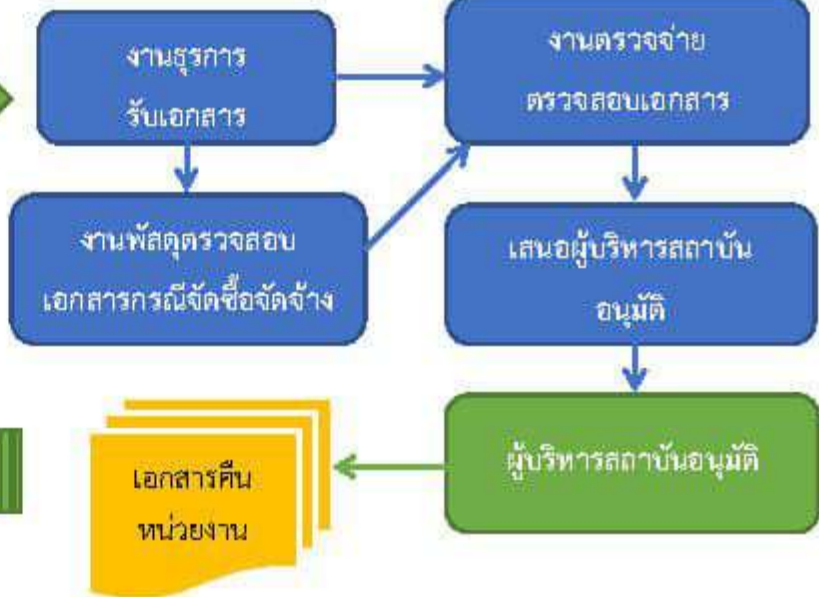 งานธุรการ
รับเอกสาร
งานตรวจจ่าย
ตรวจสอบเอกสาร
งานพัสดุตรวจสอบ
เอกสารกรณีจัดซื้อจัดจ้าง
เสนอผู้บริหารสถาบัน
อนุมัติ
ผู้บริหารสถาบันอนุมัติ
เอกสารคืน
หน่วยงาน